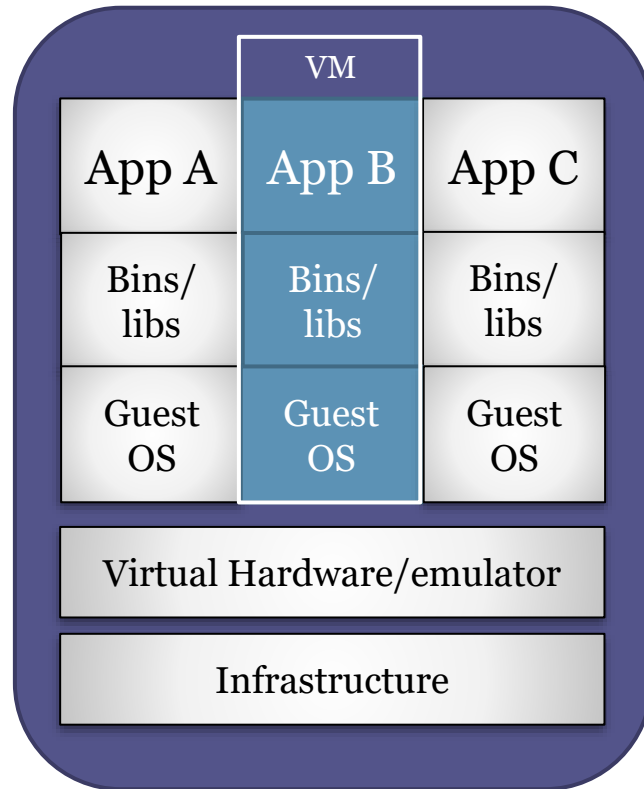 VM
App A
App B
App C
Bins/
libs
Bins/
libs
Bins/
libs
Guest
OS
Guest
OS
Guest
OS
Virtual Hardware/emulator
Infrastructure